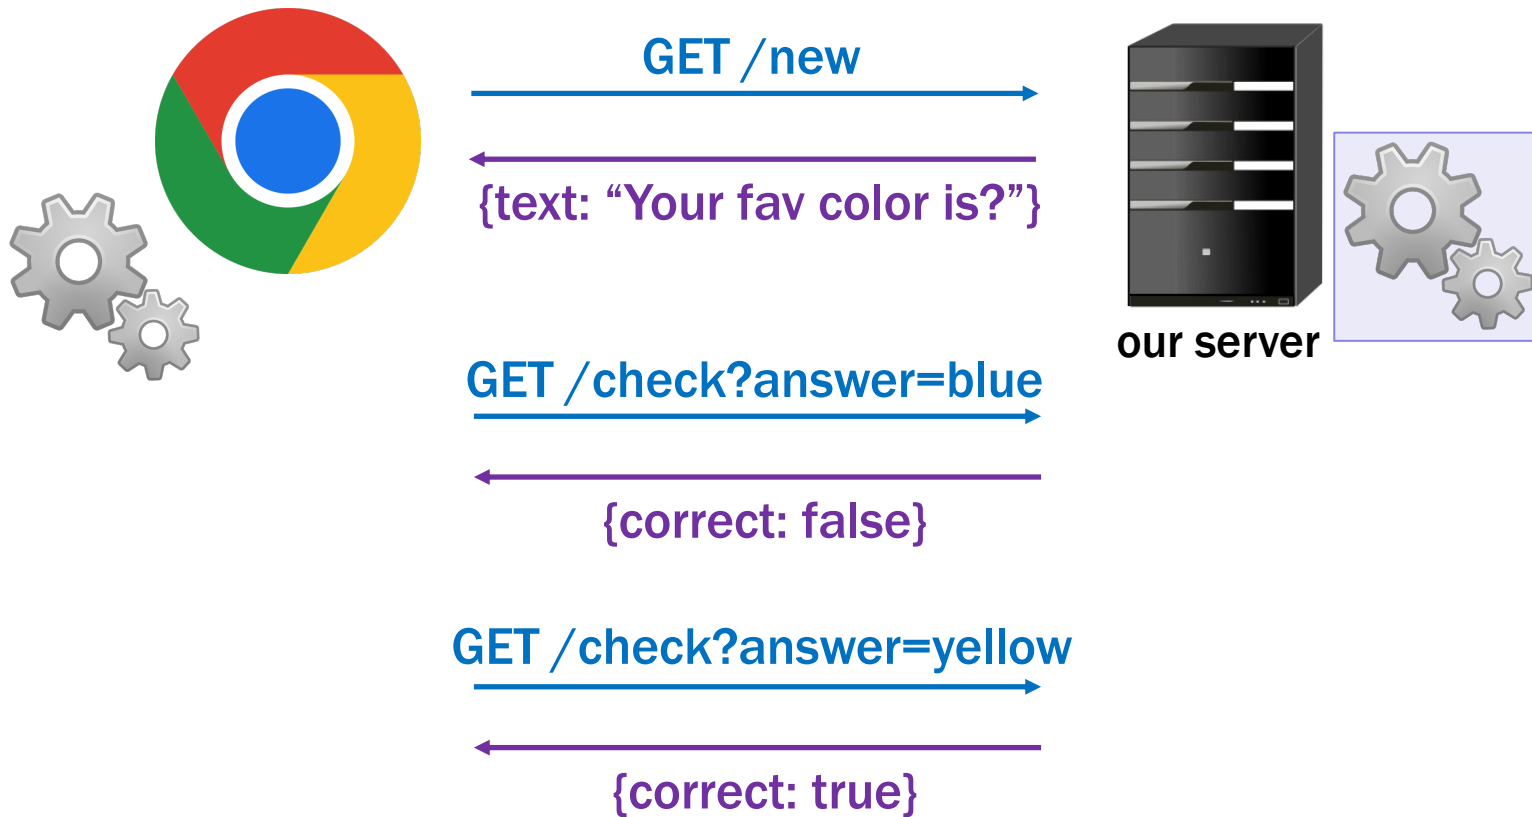 GET /new
{text: “Your fav color is?”}
our server
GET /check?answer=blue
{correct: false}
GET /check?answer=yellow
{correct: true}